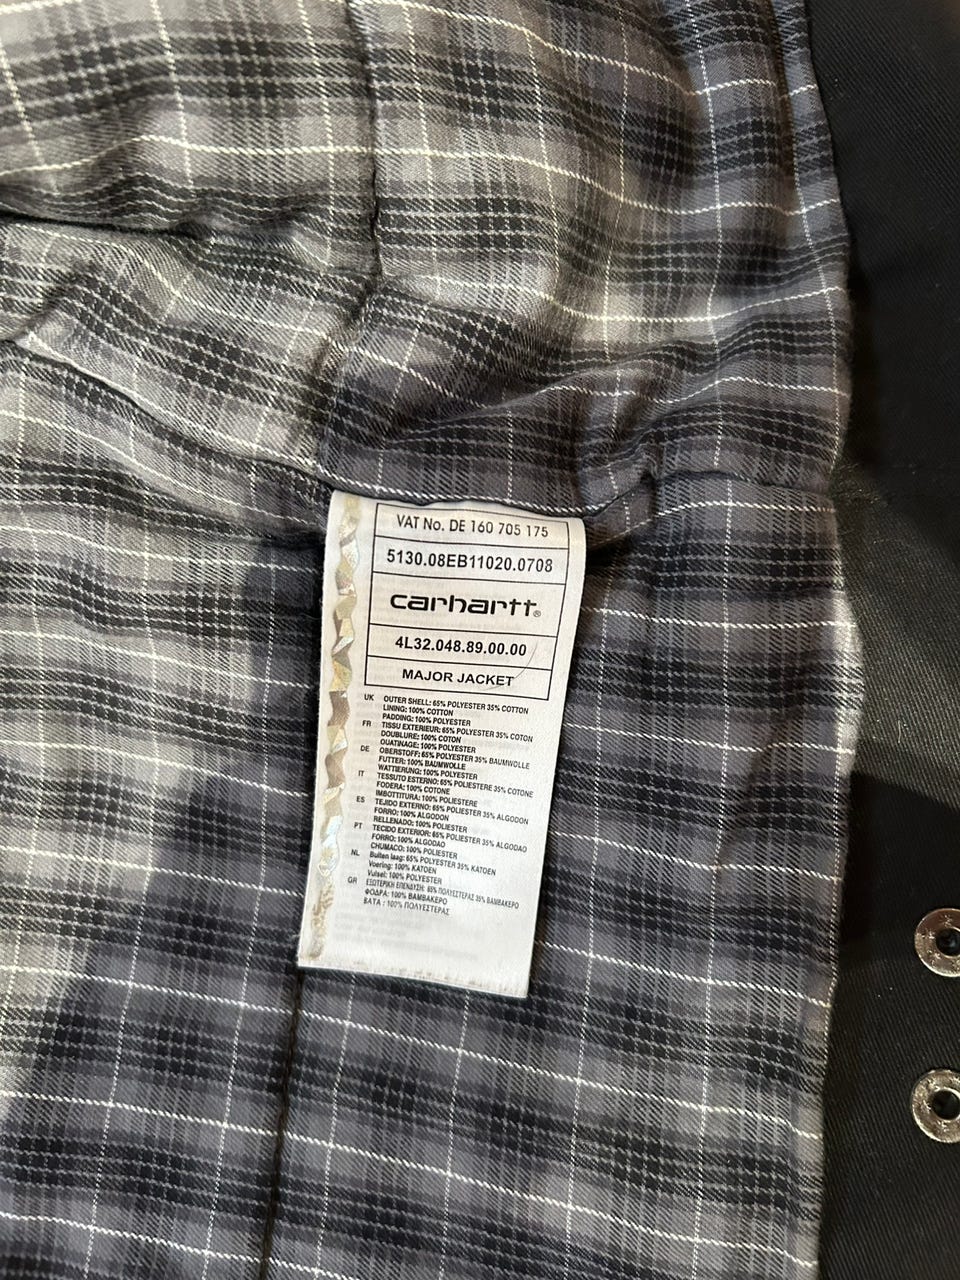 VAT No. DE 160 705 175
5130.08EB11020.0708
carhartt®
4L32.048.89.00.00
MAJOR JACKET
UK OUTER SHELL: 65% POLYESTER 35% COTTON
LINING: 100% COTTON
PADDING: 100% POLYESTER
FR TISSU EXTERIEUR: 65% POLYESTER 35% COTON
DOUBLURE: 100% COTON
OUATINAGE: 100% POLYESTER
DE OBERSTOFF: 65% POLYESTER 35% BAUMWOLLE
FUTTER: 100% BAUMWOLLE
WATTIERUNG: 100% POLYESTER
IT TESSUTO ESTERNO: 65% POLIESTERE 35% COTONE
FODERA: 100% COTONE
IMBOTTITURA: 100% POLIESTERE
ES TEJIDO EXTERNO: 65% POLIESTER 35% ALGODON
FORRO: 100% ALGODON
RELLENADO: 100% POLIESTER
PT TECIDO EXTERIOR: 65% POLIESTER 35% ALGODAO
FORRO: 100% ALGODAO
CHUMACO: 100% POLIESTER
NL Buiten laag: 65% POLYESTER 35% KATOEN
Voering: 100% KATOEN
Vulsel: 100% POLYESTER
GR ΕΞΩΤΕΡΙΚΗ ΕΠΕΝΔΥΣΗ: 65% ΠΟΛΥΕΣΤΕΡΑΣ 35% ΒΑΜΒΑΚΕΡΟ
ΦΟΔΡΑ: 100% ΒΑΜΒΑΚΕΡΟ
ΒΑΤΑ : 100% ΠΟΛΥΕΣΤΕΡΑΣ